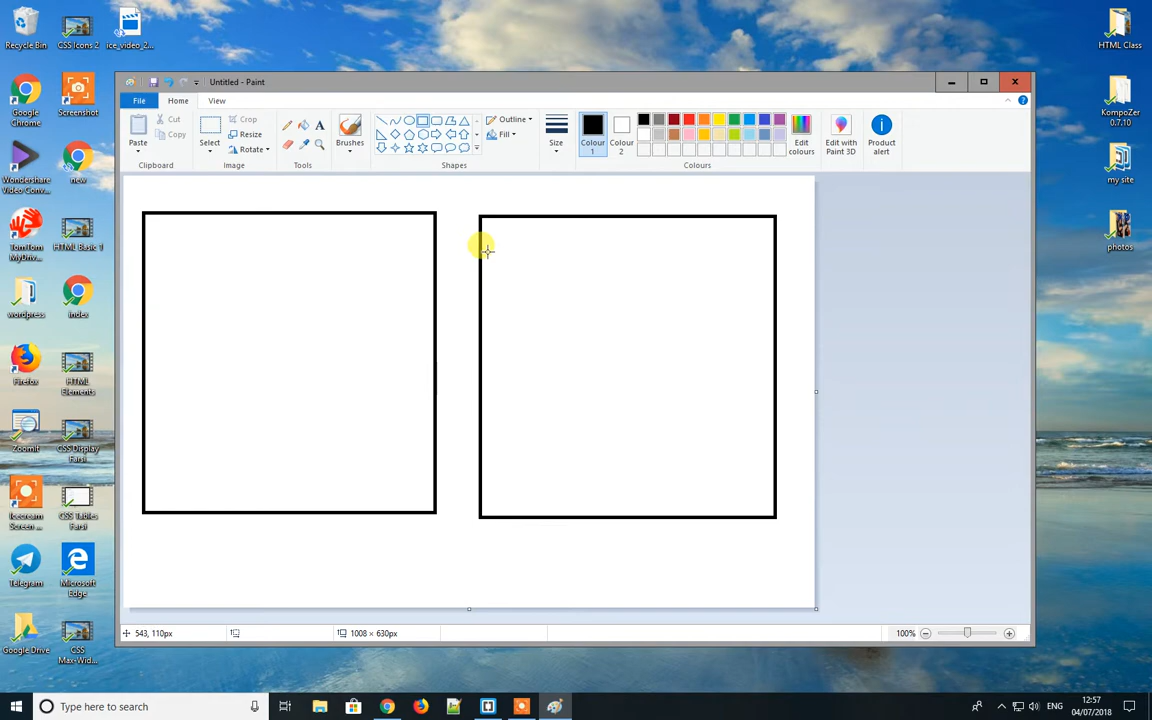 Recycle Bin
CSS Icons 2
ice_video_2...
HTML Class
Untitled - Paint
File
Home
View
Google
Chrome
Screenshot
KompoZer
0.7.10
Paste
Cut
Copy
Clipboard
Select
Crop
Resize
Rotate
Image
A
Tools
Brushes
Shapes
Outline
Fill
Size
Colour
1
Colour
2
Edit
colours
Colours
Edit with
Paint 3D
Product
alert
Wondershare
Video Conv...
new
my site
TomTom
MyDriv...
HTML Basic 1
photos
wordpress
index
Firefox
HTML
Elements
ZoomIt
CSS Display
Farsi
Icecream
Screen ...
CSS Tables
Farsi
Telegram
Microsoft
Edge
Google Drive
CSS
Max-Wid...
543, 110px
1008 × 630px
100%
Type here to search
ENG
12:57
04/07/2018